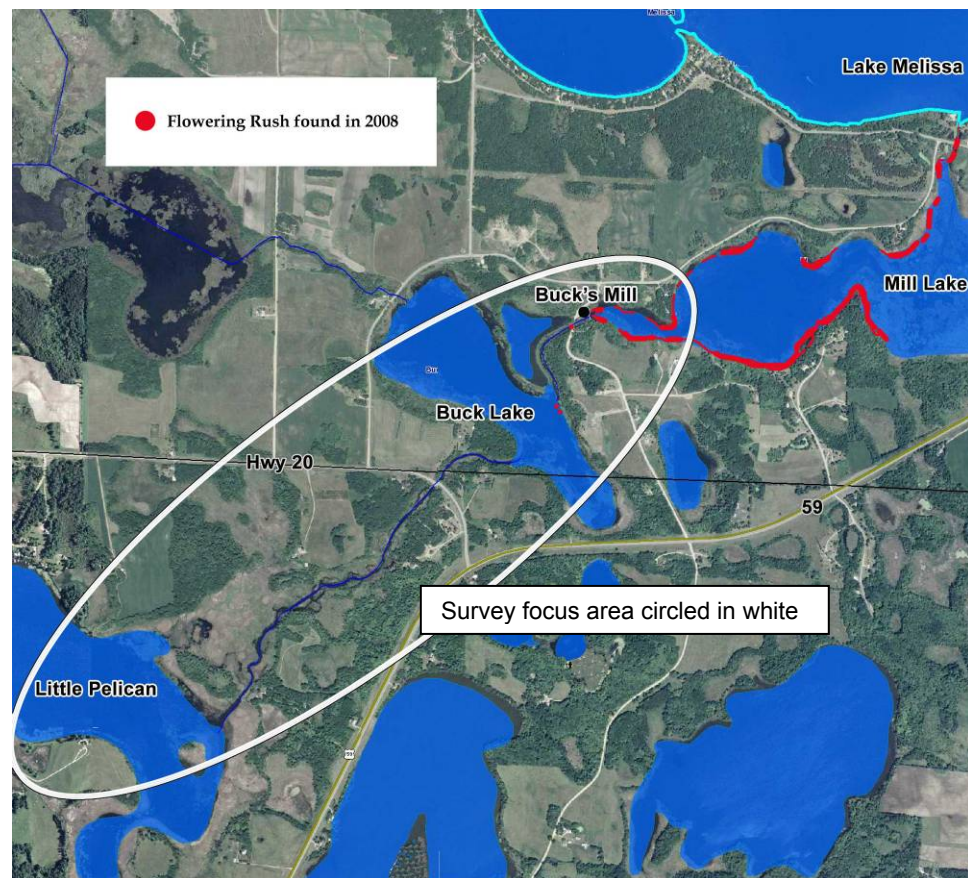 Melissa
Lake Melissa
Flowering Rush found in 2008
Mill Lake
Buck's Mill
Buck Lake
Hwy 20
59
Survey focus area circled in white
Little Pelican